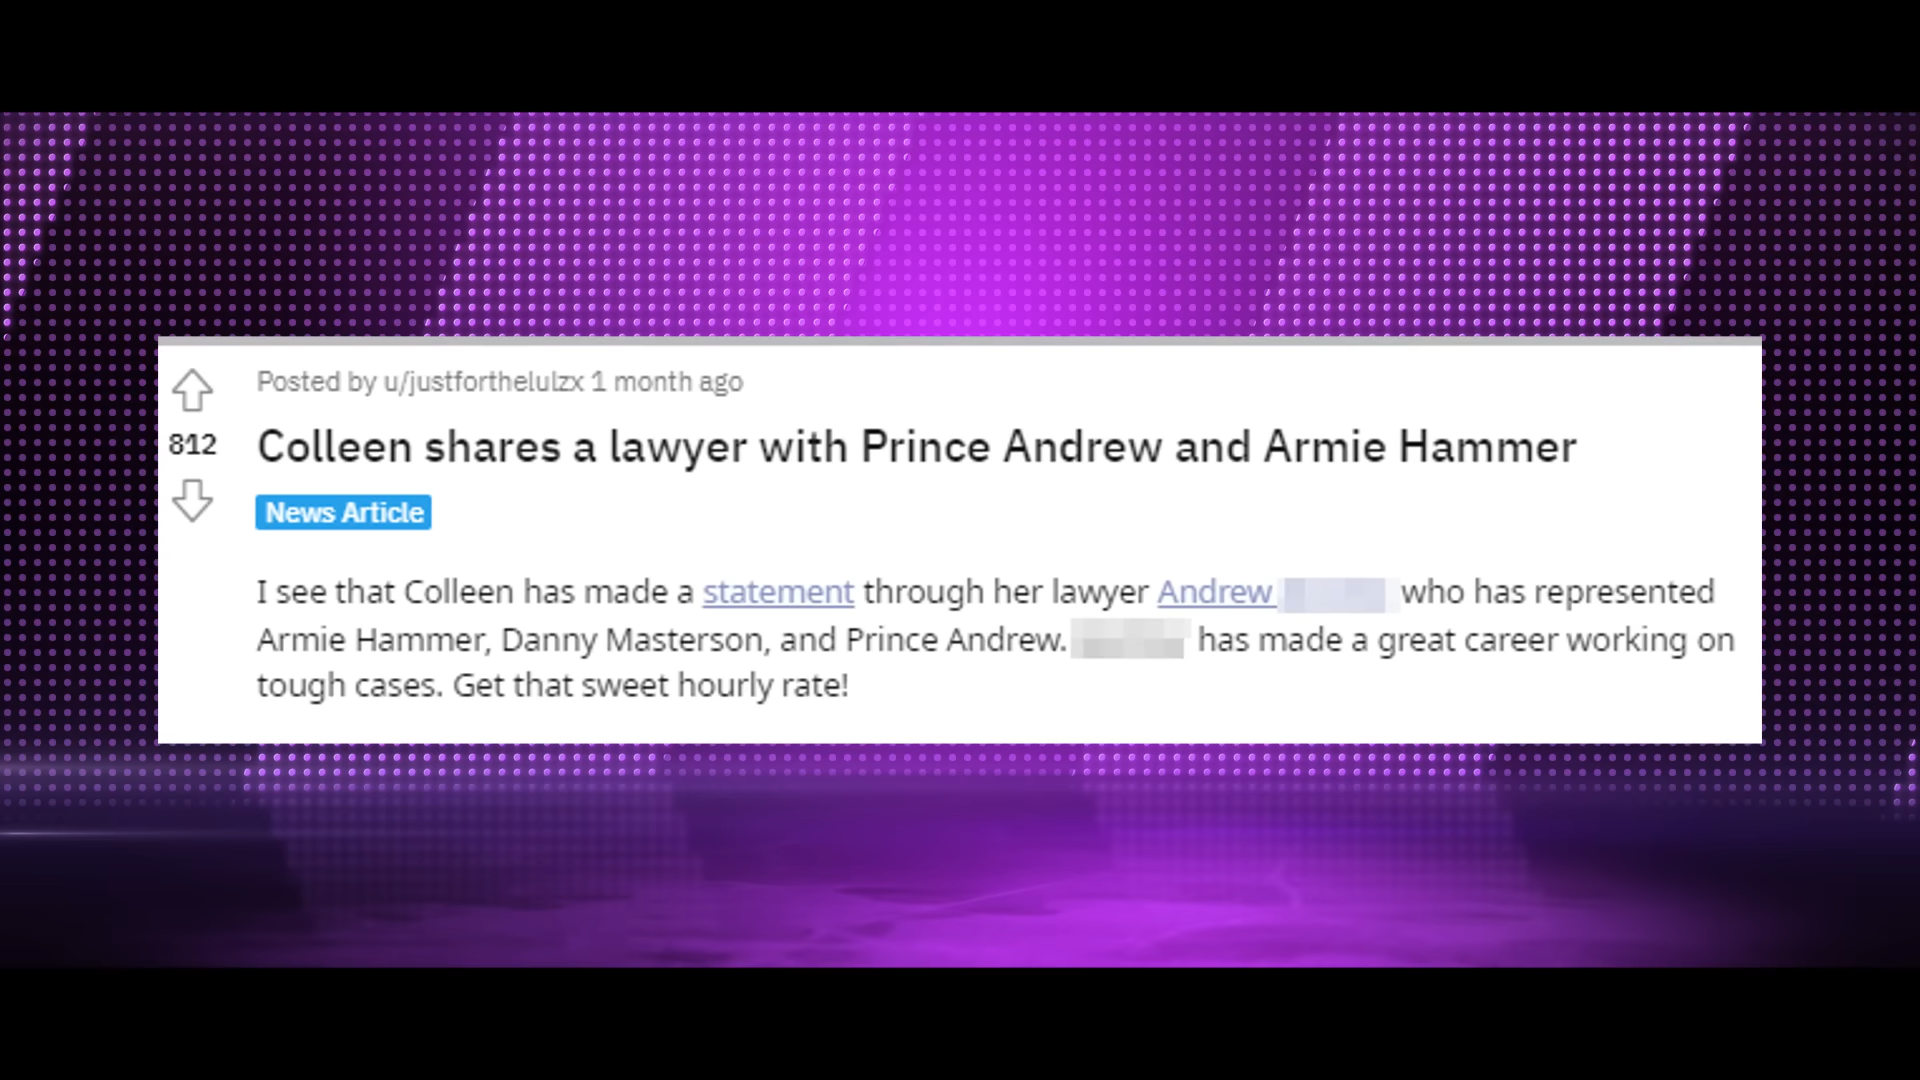 Posted by u/justforthelulzx 1 month ago
812
Colleen shares a lawyer with Prince Andrew and Armie Hammer
News Article
I see that Colleen has made a statement through her lawyer Andrew who has represented
Armie Hammer, Danny Masterson, and Prince Andrew. has made a great career working on
tough cases. Get that sweet hourly rate!